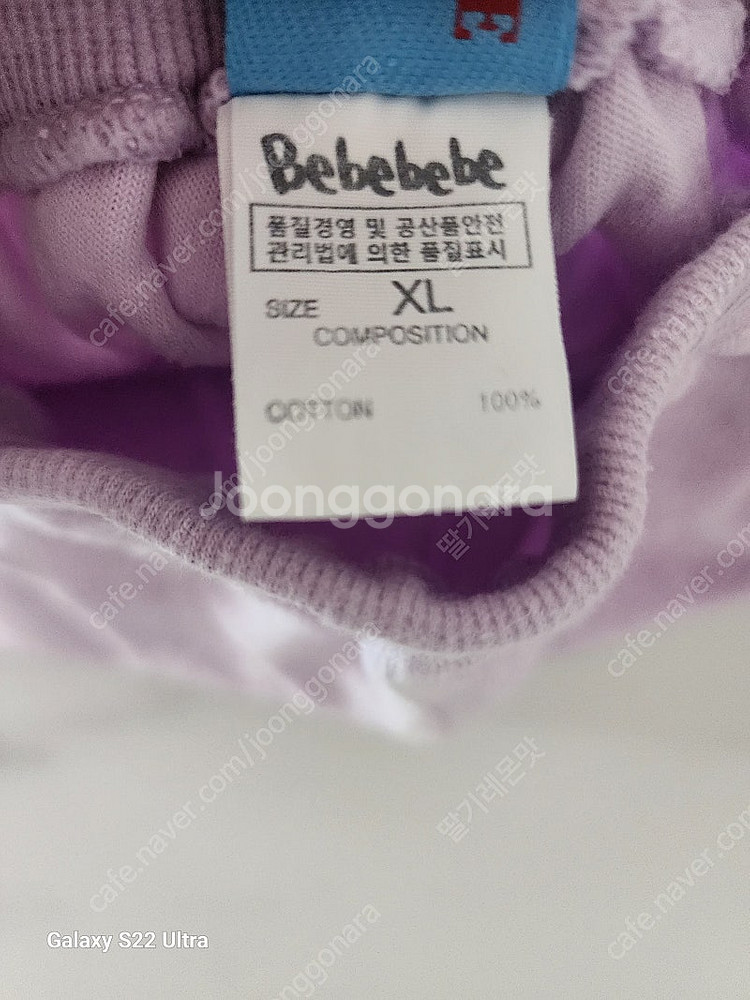 E
Bebebebe
품질경영 및 공산품안전
관리법에 의한 품질표시
SIZE XL
COMPOSITION
COTTON 100%
Joonggonara
딸기레몬맛
cafe.naver.com/joonggonara
Galaxy S22 Ultra